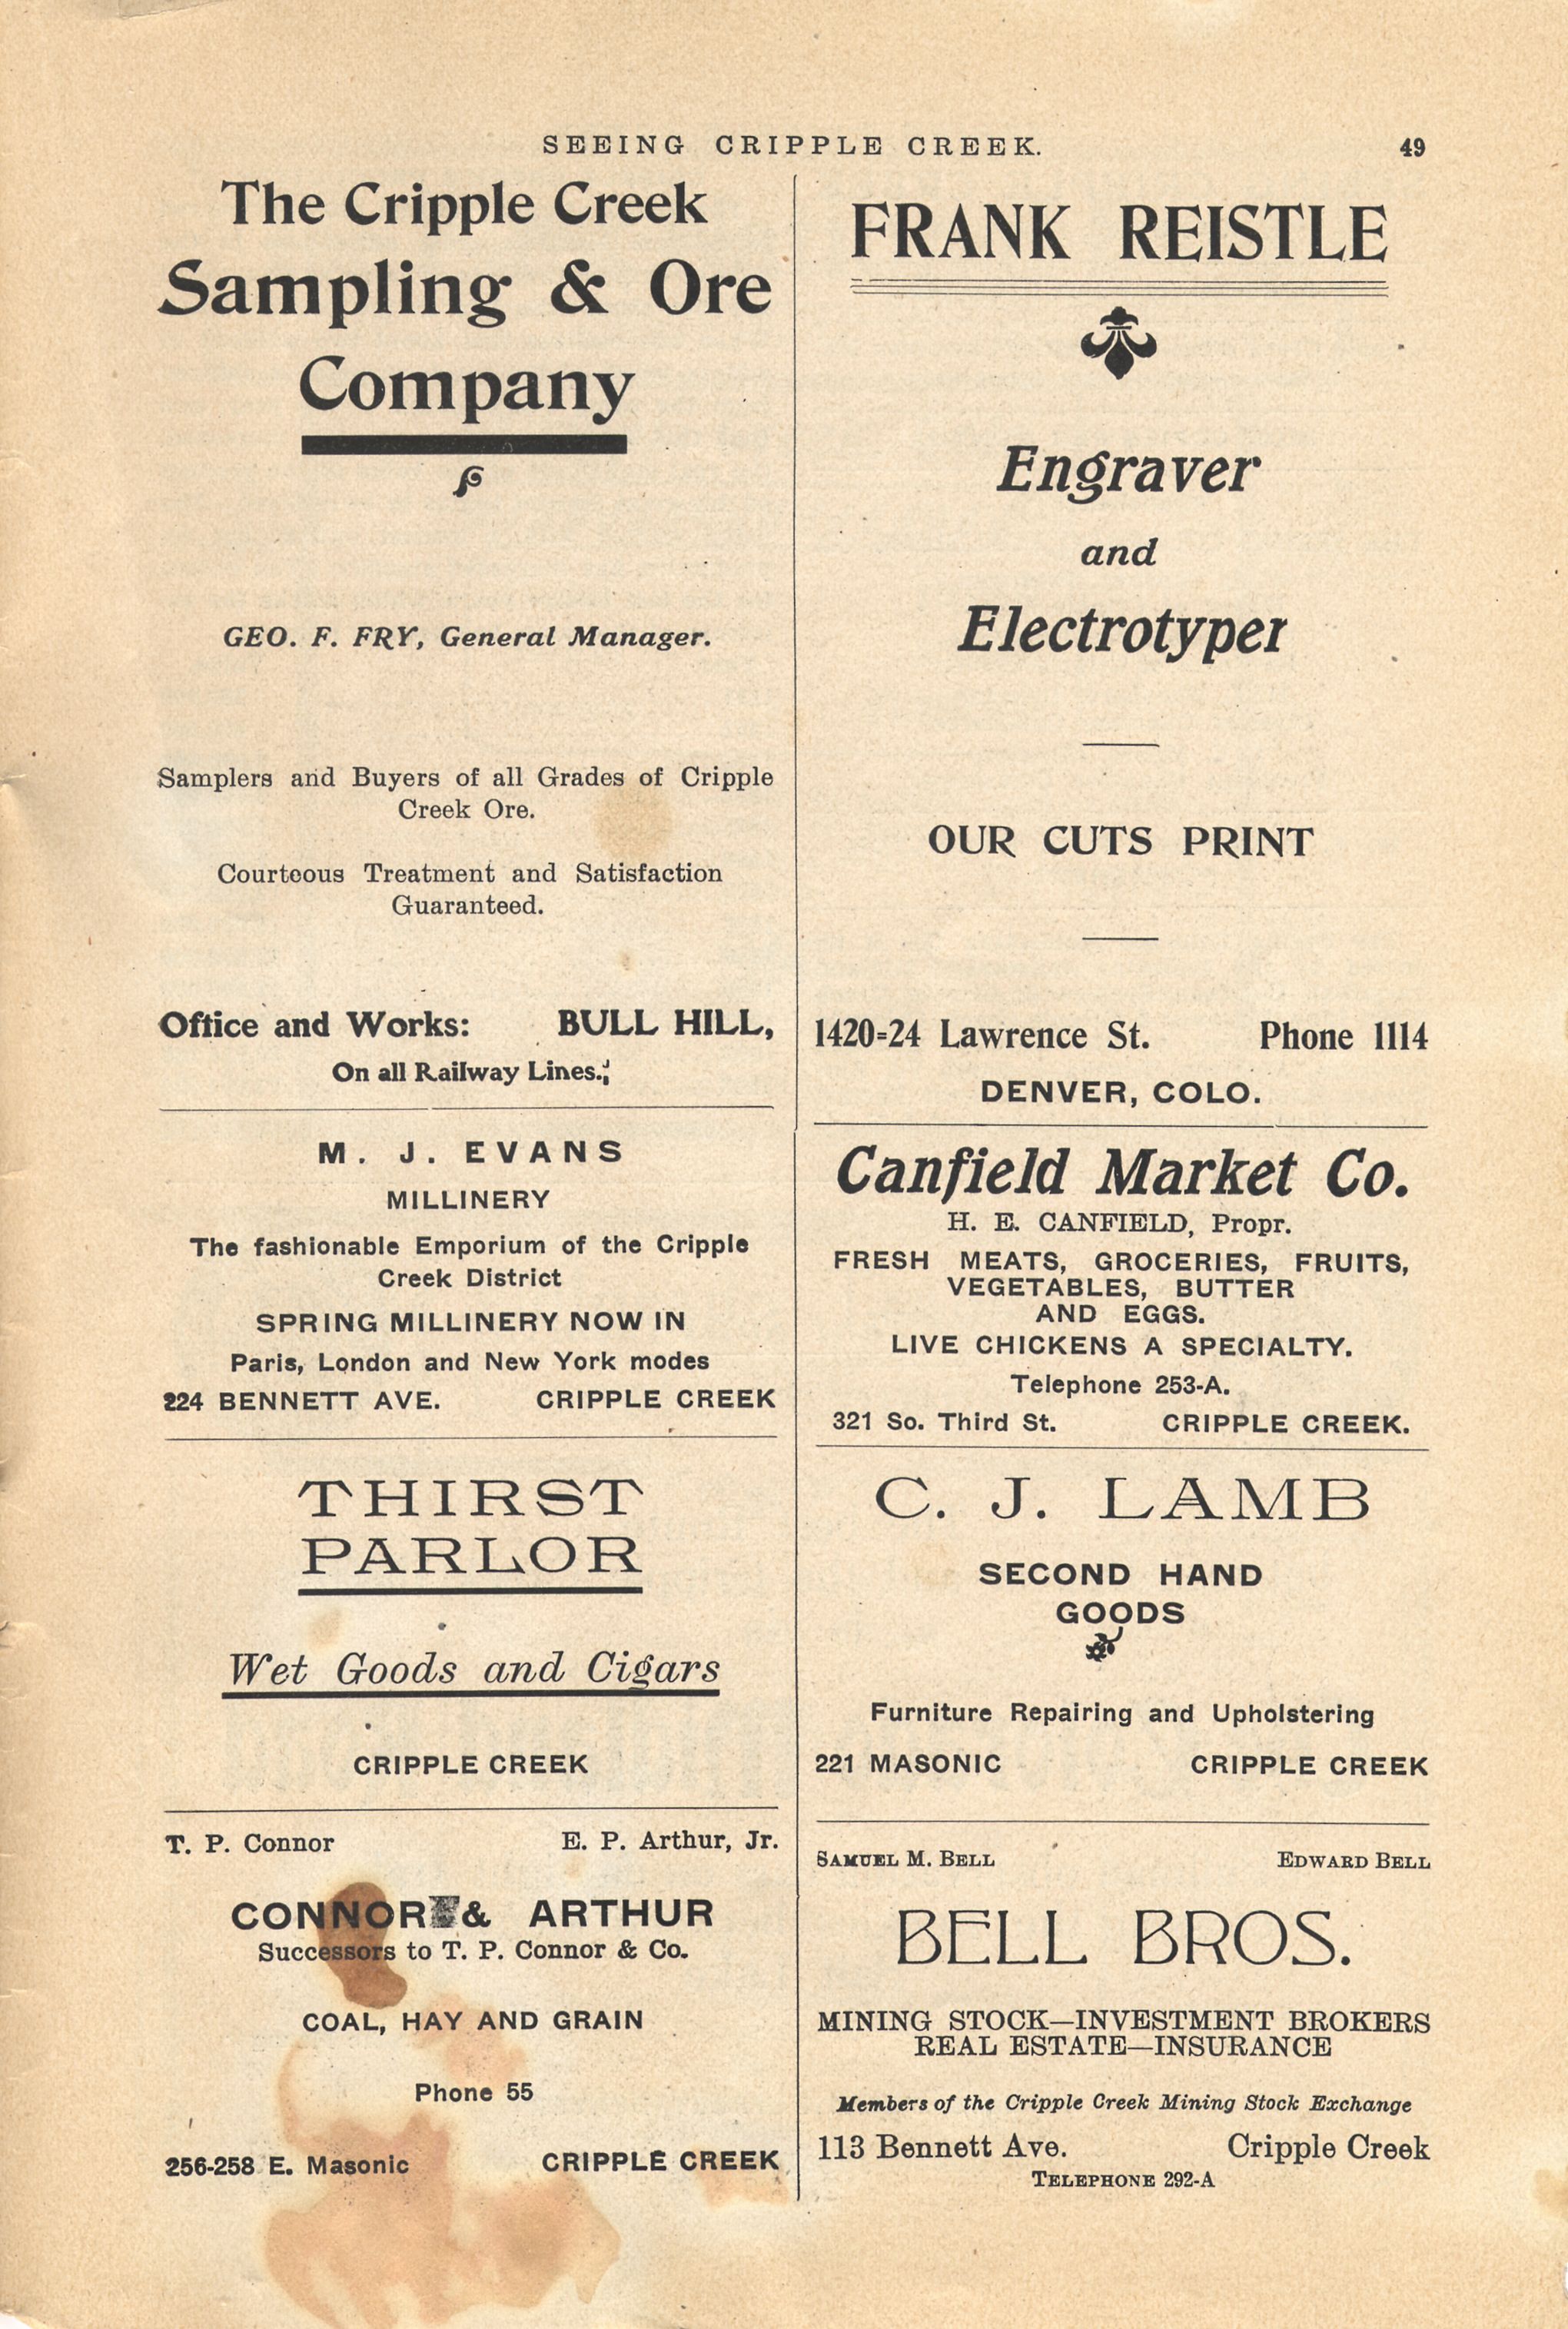 SEEING CRIPPLE CREEK. 49
The Cripple Creek
Sampling & Ore
Company
GEO. F. FRY, General Manager.
Samplers and Buyers of all Grades of Cripple
Creek Ore.
Courteous Treatment and Satisfaction
Guaranteed.
Office and Works: BULL HILL,
On all Railway Lines.
M. J. EVANS
MILLINERY
The fashionable Emporium of the Cripple
Creek District
SPRING MILLINERY NOW IN
Paris, London and New York modes
224 BENNETT AVE. CRIPPLE CREEK
THIRST
PARLOR
Wet Goods and Cigars
CRIPPLE CREEK
T. P. Connor E. P. Arthur, Jr.
CONNOR & ARTHUR
Successors to T. P. Connor & Co.
COAL, HAY AND GRAIN
Phone 55
256-258 E. Masonic CRIPPLE CREEK
FRANK REISTLE
Engraver
and
Electrotyper
OUR CUTS PRINT
1420-24 Lawrence St. Phone 1114
DENVER, COLO.
Canfield Market Co.
H. E. CANFIELD, Propr.
FRESH MEATS, GROCERIES, FRUITS,
VEGETABLES, BUTTER
AND EGGS.
LIVE CHICKENS A SPECIALTY.
Telephone 253-A.
321 So. Third St. CRIPPLE CREEK.
C. J. LAMB
SECOND HAND
GOODS
Furniture Repairing and Upholstering
221 MASONIC CRIPPLE CREEK
SAMUEL M. BELL EDWARD BELL
BELL BROS.
MINING STOCK—INVESTMENT BROKERS
REAL ESTATE—INSURANCE
Members of the Cripple Creek Mining Stock Exchange
113 Bennett Ave. Cripple Creek
TELEPHONE 292-A